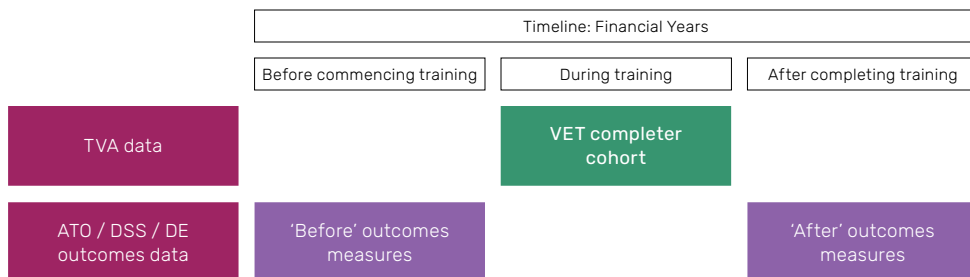 Timeline: Financial Years
Before commencing training
During training
After completing training
TVA data
VET completer
cohort
ATO / DSS / DE
outcomes data
‘Before’ outcomes
measures
‘After’ outcomes
measures